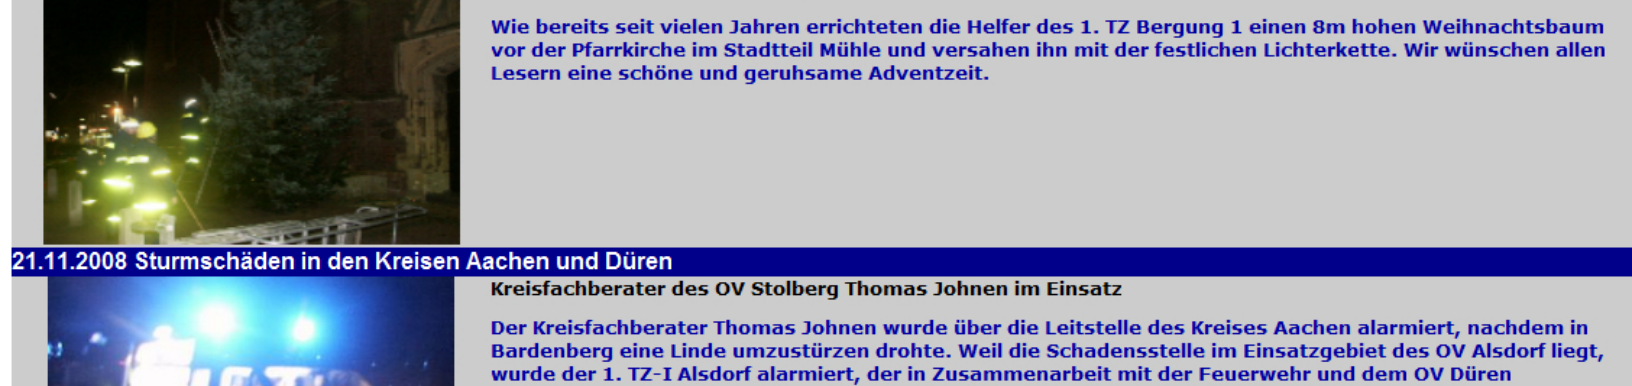 Wie bereits seit vielen Jahren errichteten die Helfer des 1. TZ Bergung 1 einen 8m hohen Weihnachtsbaum
vor der Pfarrkirche im Stadtteil Mühle und versahen ihn mit der festlichen Lichterkette. Wir wünschen allen
Lesern eine schöne und geruhsame Adventzeit.
21.11.2008 Sturmschäden in den Kreisen Aachen und Düren
Kreisfachberater des OV Stolberg Thomas Johnen im Einsatz
Der Kreisfachberater Thomas Johnen wurde über die Leitstelle des Kreises Aachen alarmiert, nachdem in
Bardenberg eine Linde umzustürzen drohte. Weil die Schadensstelle im Einsatzgebiet des OV Alsdorf liegt,
wurde der 1. TZ-I Alsdorf alarmiert, der in Zusammenarbeit mit der Feuerwehr und dem OV Düren